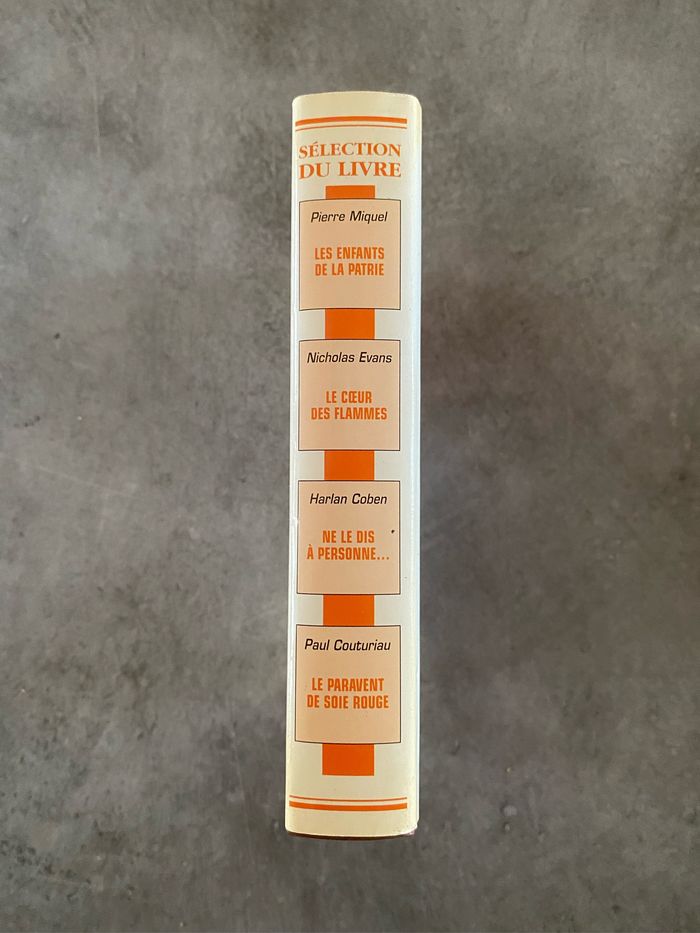 SÉLECTION
DU LIVRE
Pierre Miquel
LES ENFANTS
DE LA PATRIE
Nicholas Evans
LE CŒUR
DES FLAMMES
Harlan Coben
NE LE DIS
À PERSONNE...
Paul Couturiau
LE PARAVENT
DE SOIE ROUGE